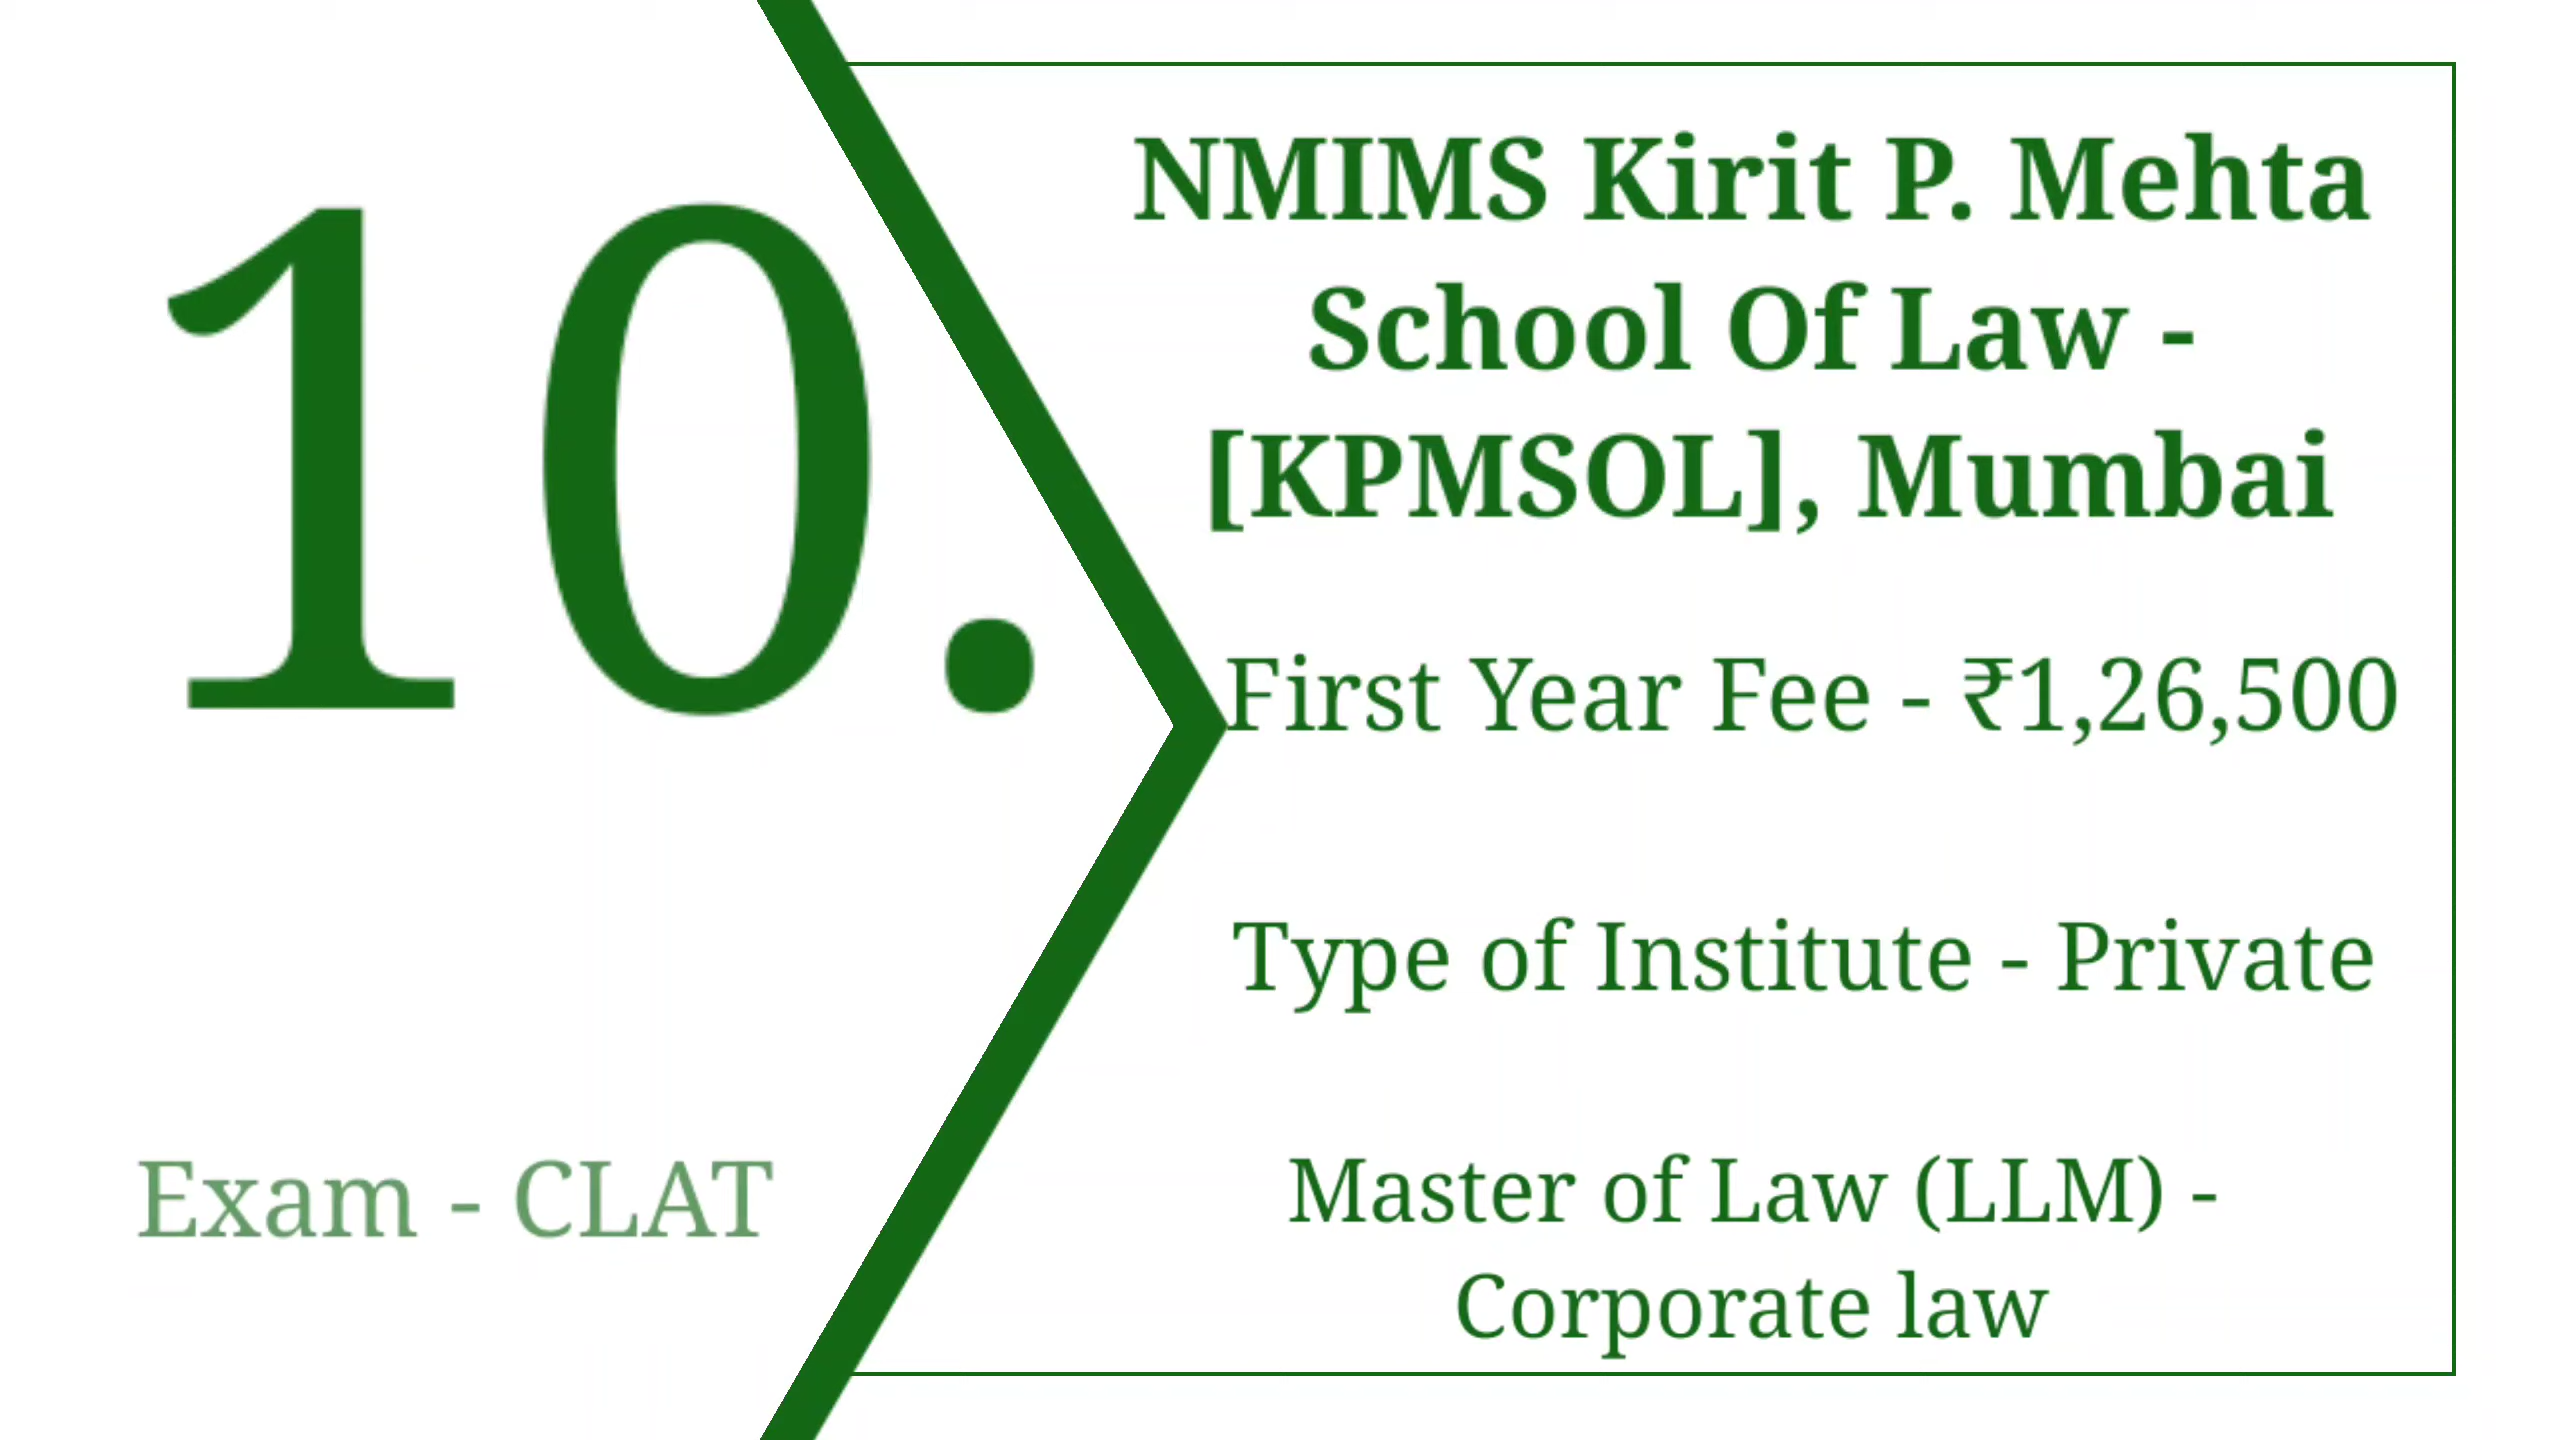 10.
Exam - CLAT
NMIMS Kirit P. Mehta
School Of Law -
[KPMSOL], Mumbai
First Year Fee - ₹1,26,500
Type of Institute - Private
Master of Law (LLM) -
Corporate law